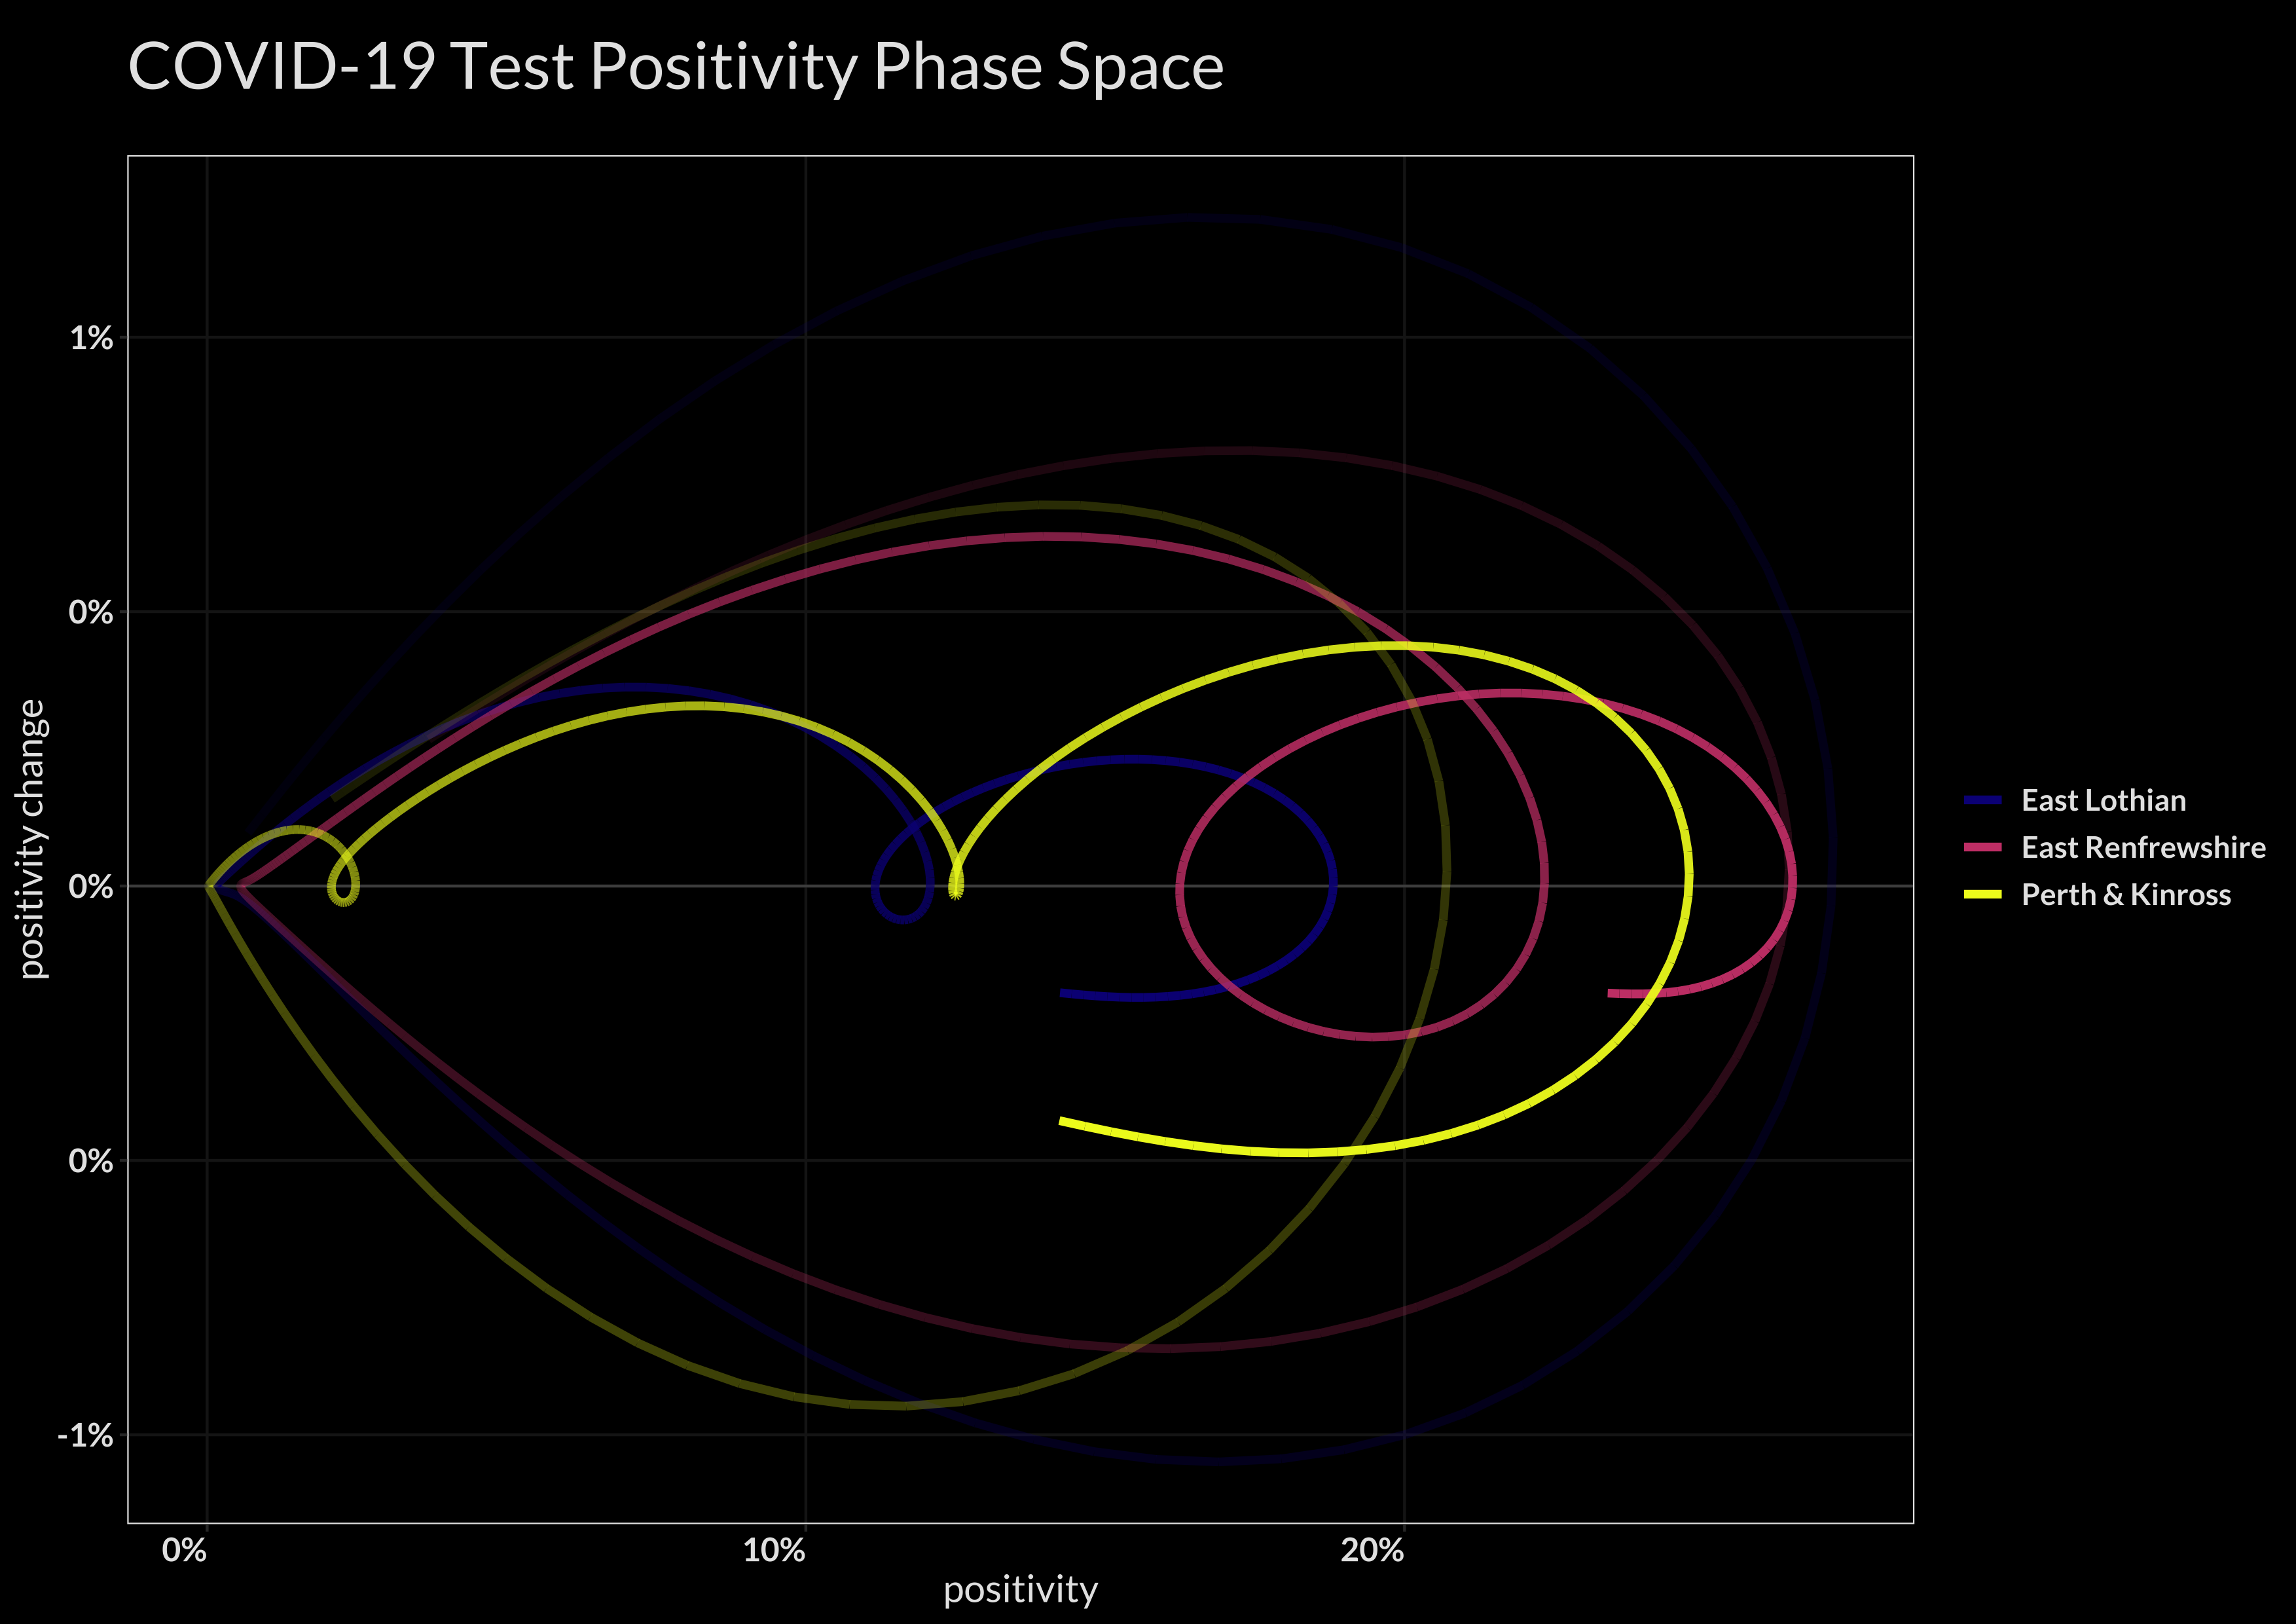 COVID-19 Test Positivity Phase Space
1%
0%
0%
0%
-1%
positivity change
0%
10%
20%
positivity
East Lothian
East Renfrewshire
Perth & Kinross